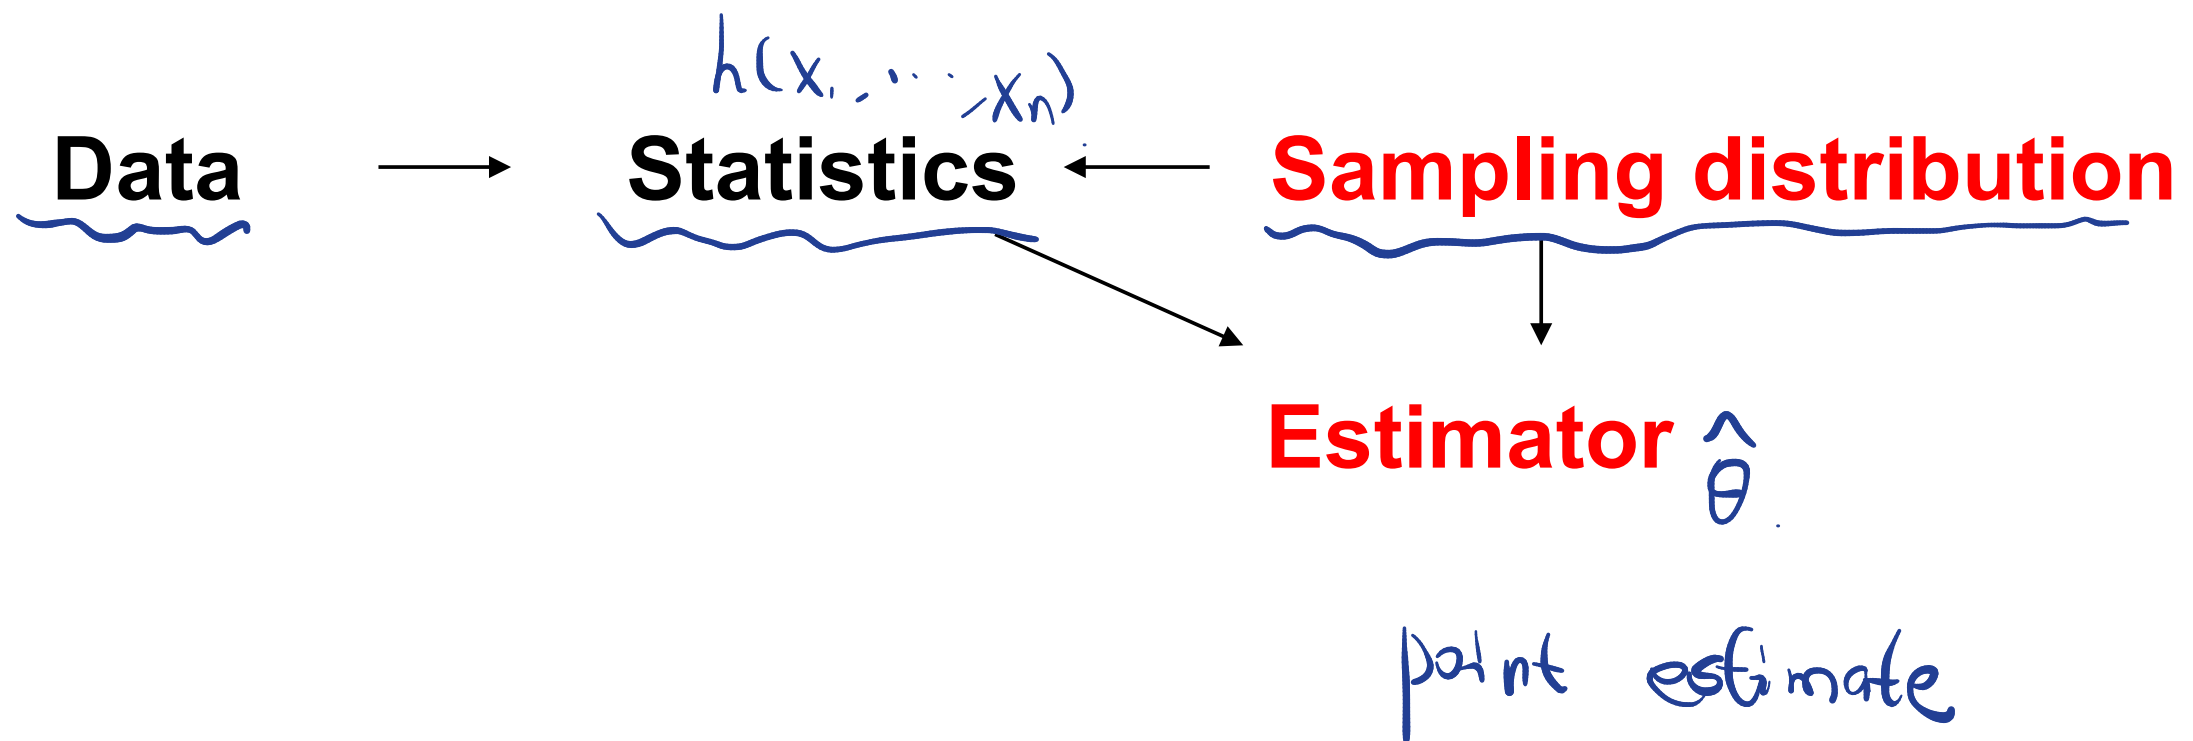 h(x₁, ..., xₙ)
Data Statistics Sampling distribution
Estimator θ̂
point estimate